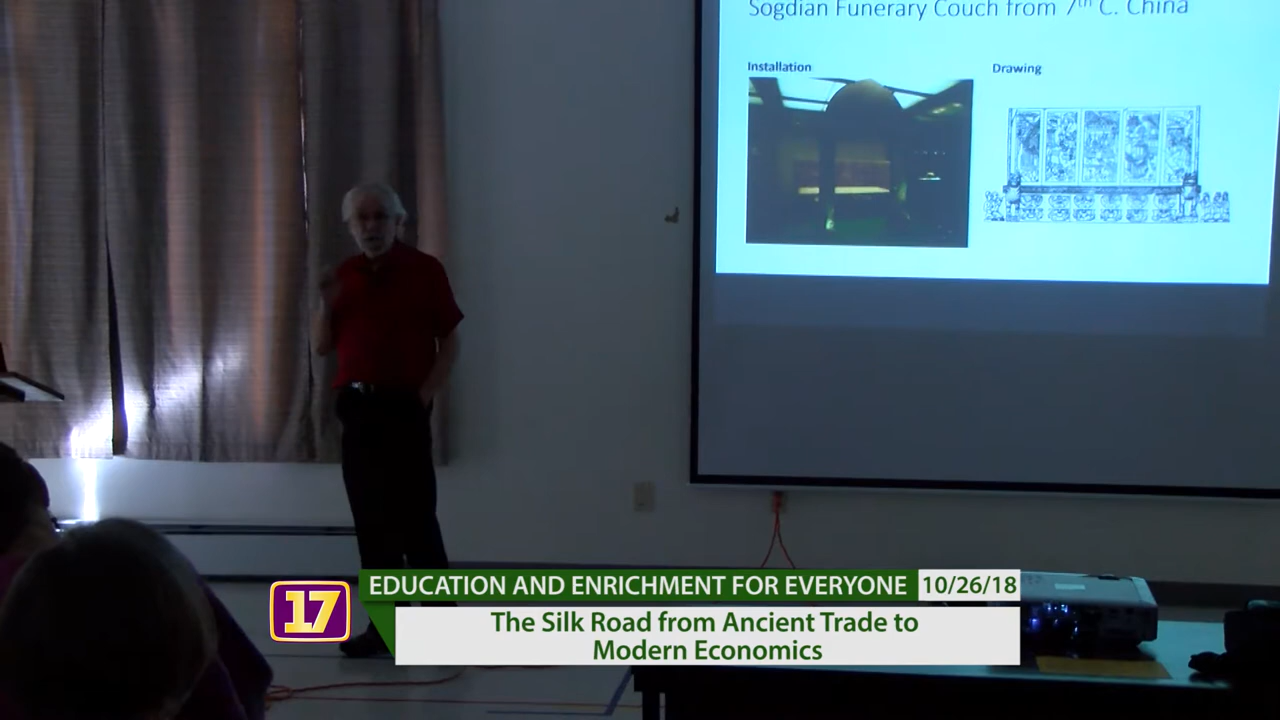 Sogdian Funerary Couch from 7th C. China
Installation
Drawing
17
EDUCATION AND ENRICHMENT FOR EVERYONE
10/26/18
The Silk Road from Ancient Trade to
Modern Economics